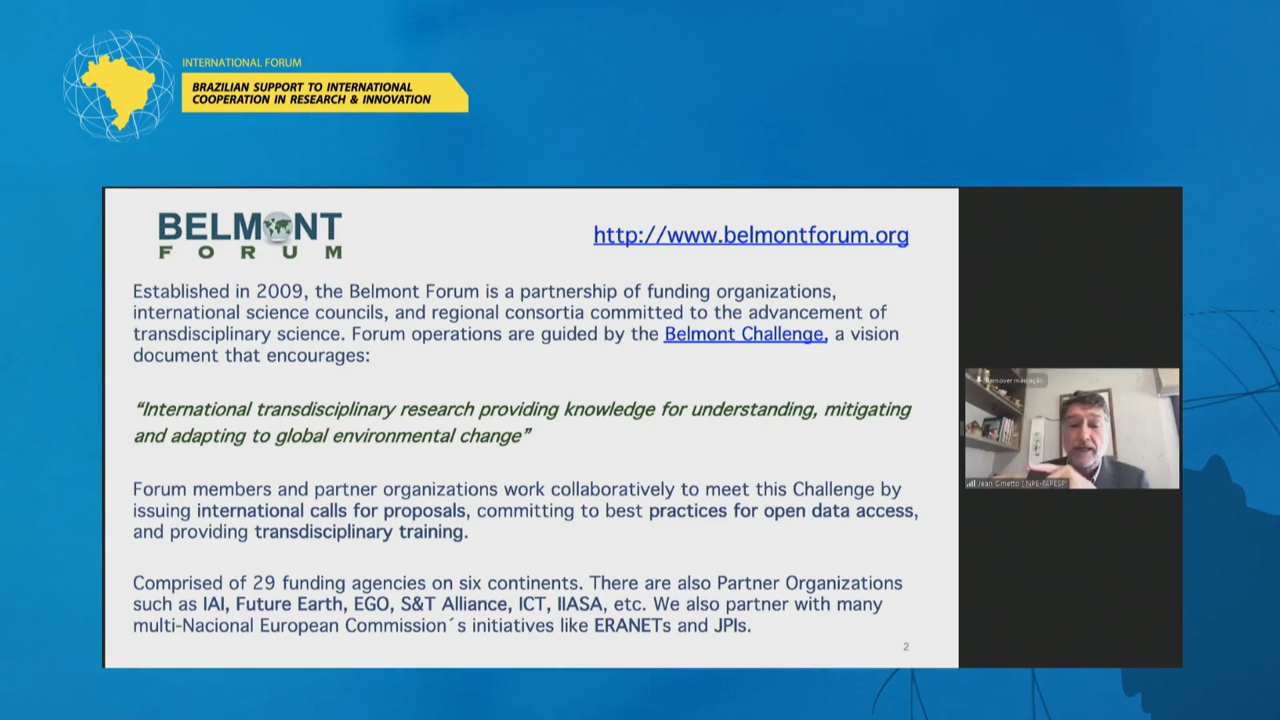 INTERNATIONAL FORUM
BRAZILIAN SUPPORT TO INTERNATIONAL
COOPERATION IN RESEARCH & INNOVATION
BELMONT
FORUM
http://www.belmontforum.org
Established in 2009, the Belmont Forum is a partnership of funding organizations,
international science councils, and regional consortia committed to the advancement of
transdisciplinary science. Forum operations are guided by the Belmont Challenge, a vision
document that encourages:
“International transdisciplinary research providing knowledge for understanding, mitigating
and adapting to global environmental change”
Forum members and partner organizations work collaboratively to meet this Challenge by
issuing international calls for proposals, committing to best practices for open data access,
and providing transdisciplinary training.
Comprised of 29 funding agencies on six continents. There are also Partner Organizations
such as IAI, Future Earth, EGO, S&T Alliance, ICT, IIASA, etc. We also partner with many
multi-Nacional European Commission´s initiatives like ERANETs and JPIs.
2
Remover marcação
Jean Ometto (INPE-FAPESP)